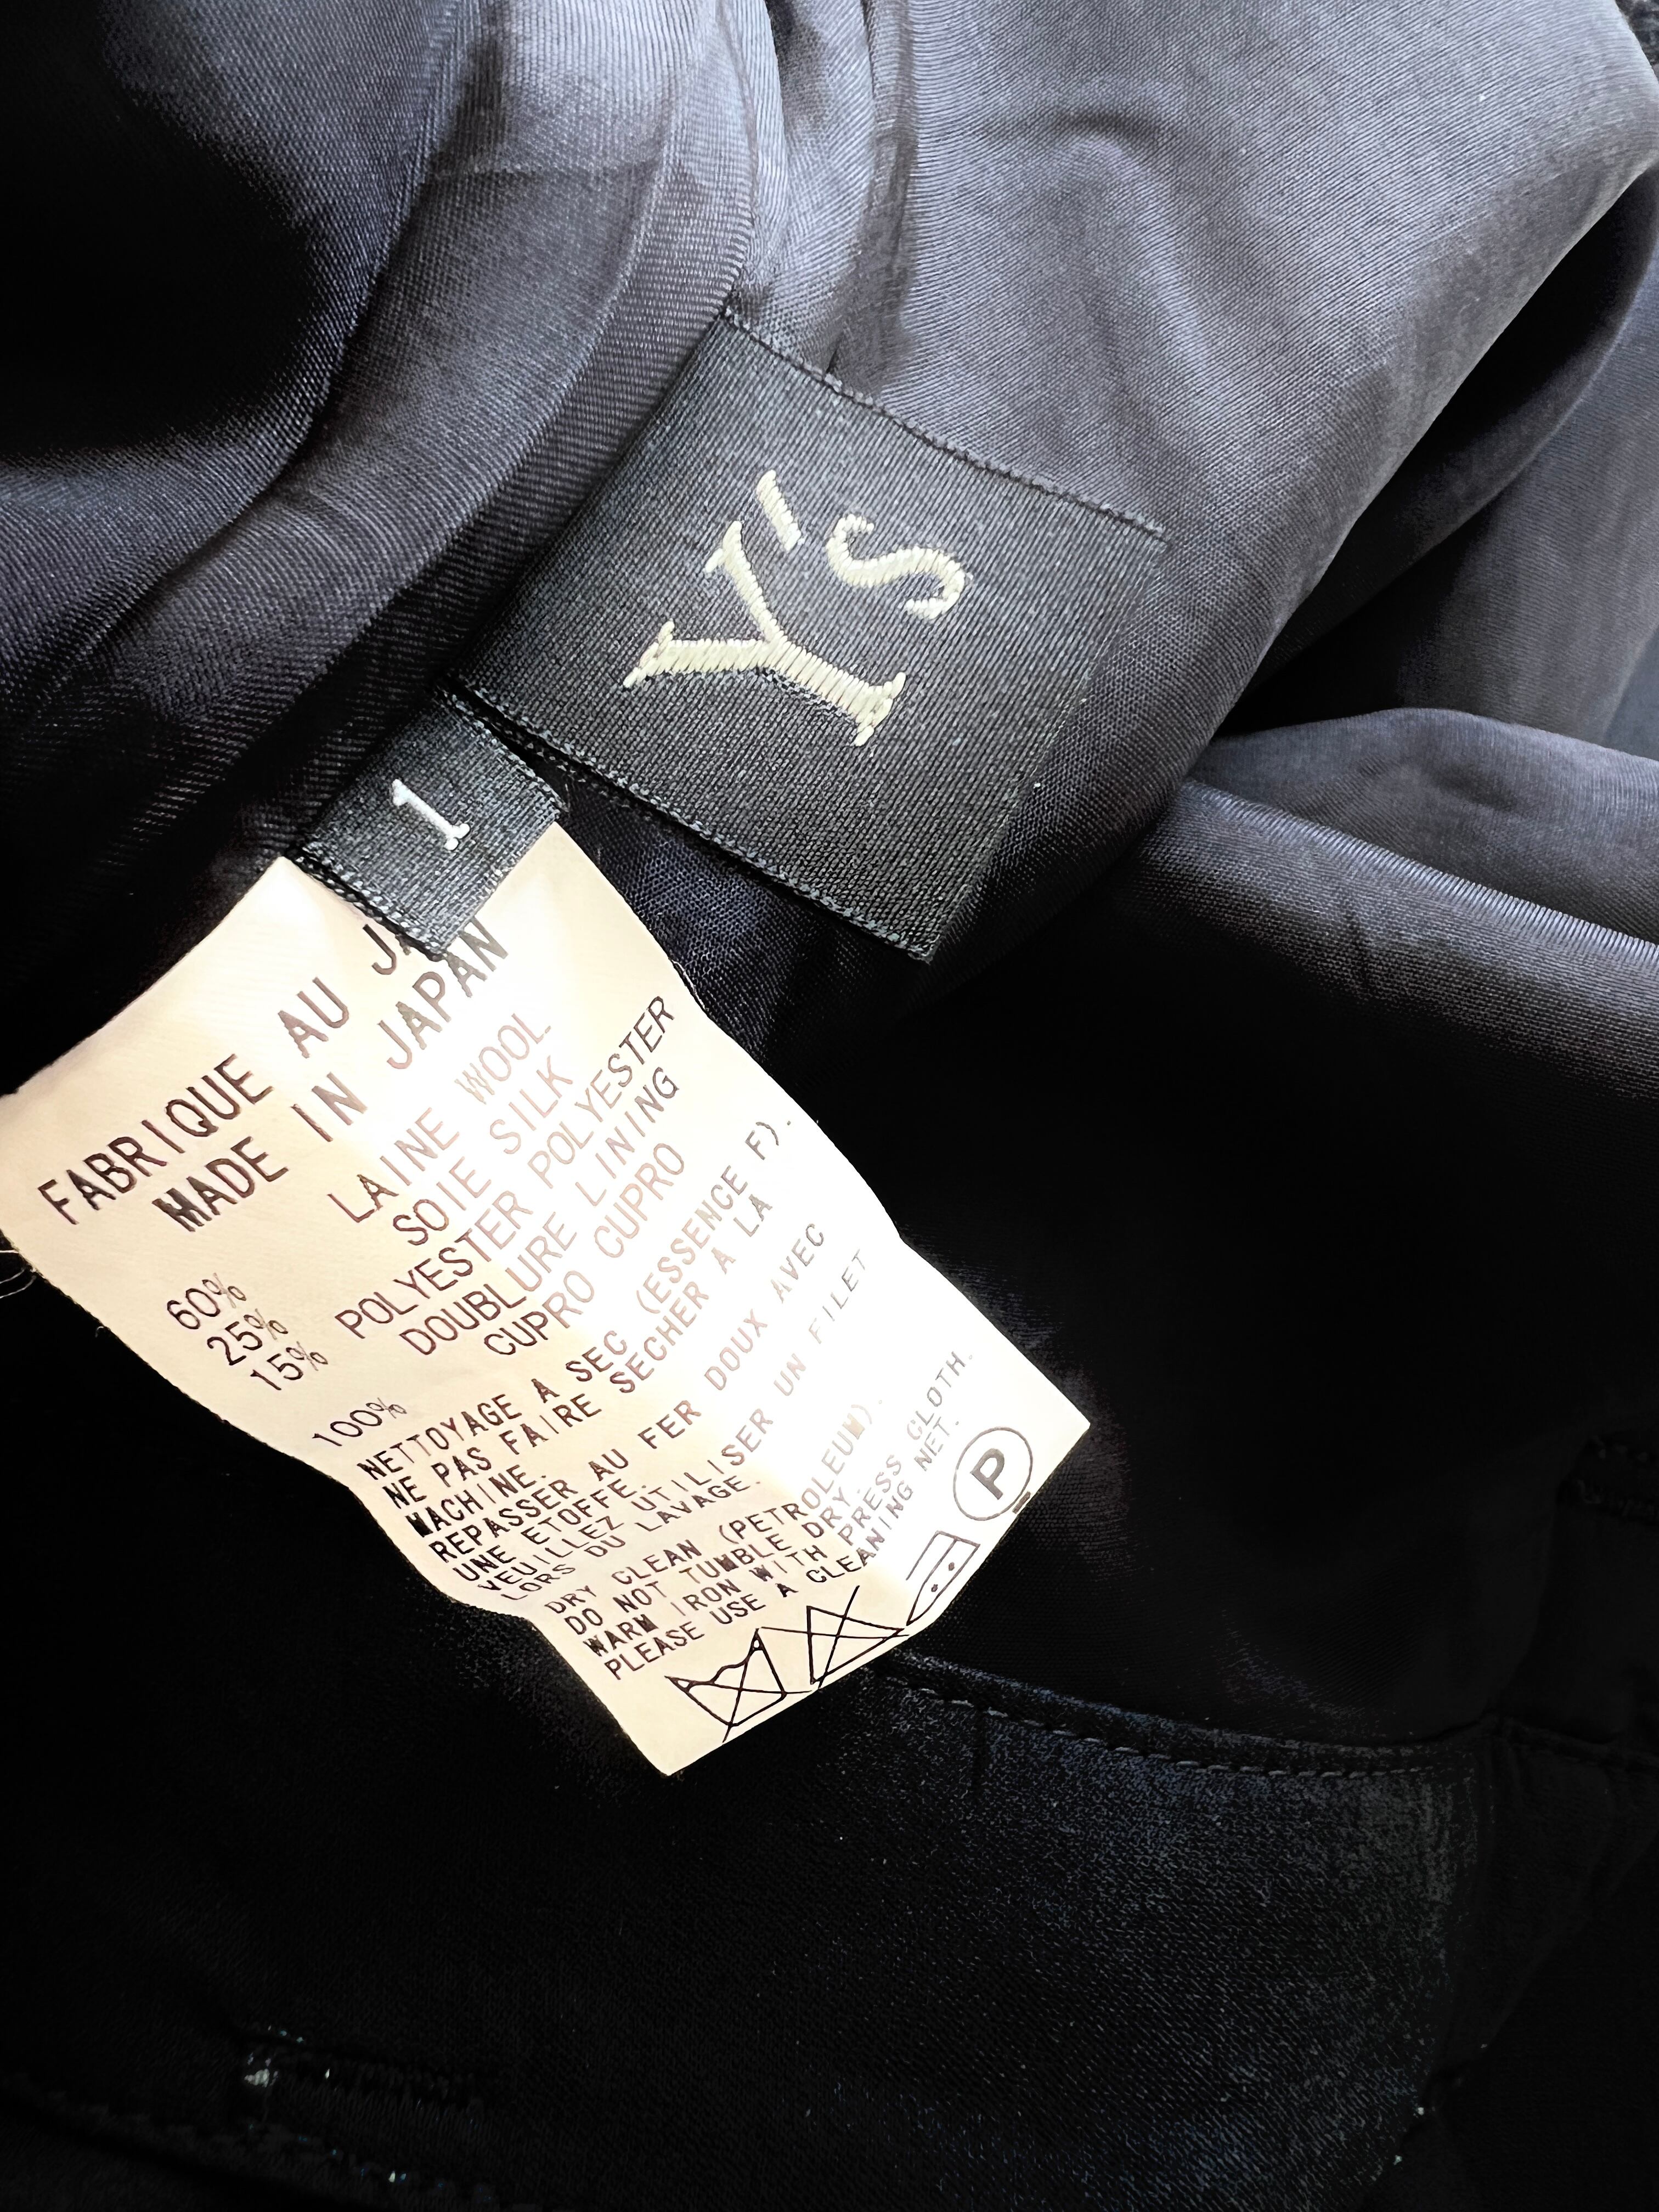 Y's
1
FABRIQUE AU
MADE IN JAPAN
60% LAINE WOOL
25% SOIE SILK
15% POLYESTER POLYESTER
DOUBLURE LINING
100% CUPRO CUPRO
NETTOYAGE A SEC (ESSENCE F).
NE PAS FAIRE SECHER A LA
MACHINE.
REPASSER AU FER DOUX AVEC
UNE ETOFFE.
VEUILLEZ UTILISER UN FILET
LORS DU LAVAGE.
DRY CLEAN (PETROLEUM).
DO NOT TUMBLE DRY.
WARM IRON WITH PRESS CLOTH.
PLEASE USE A CLEANING NET.
P